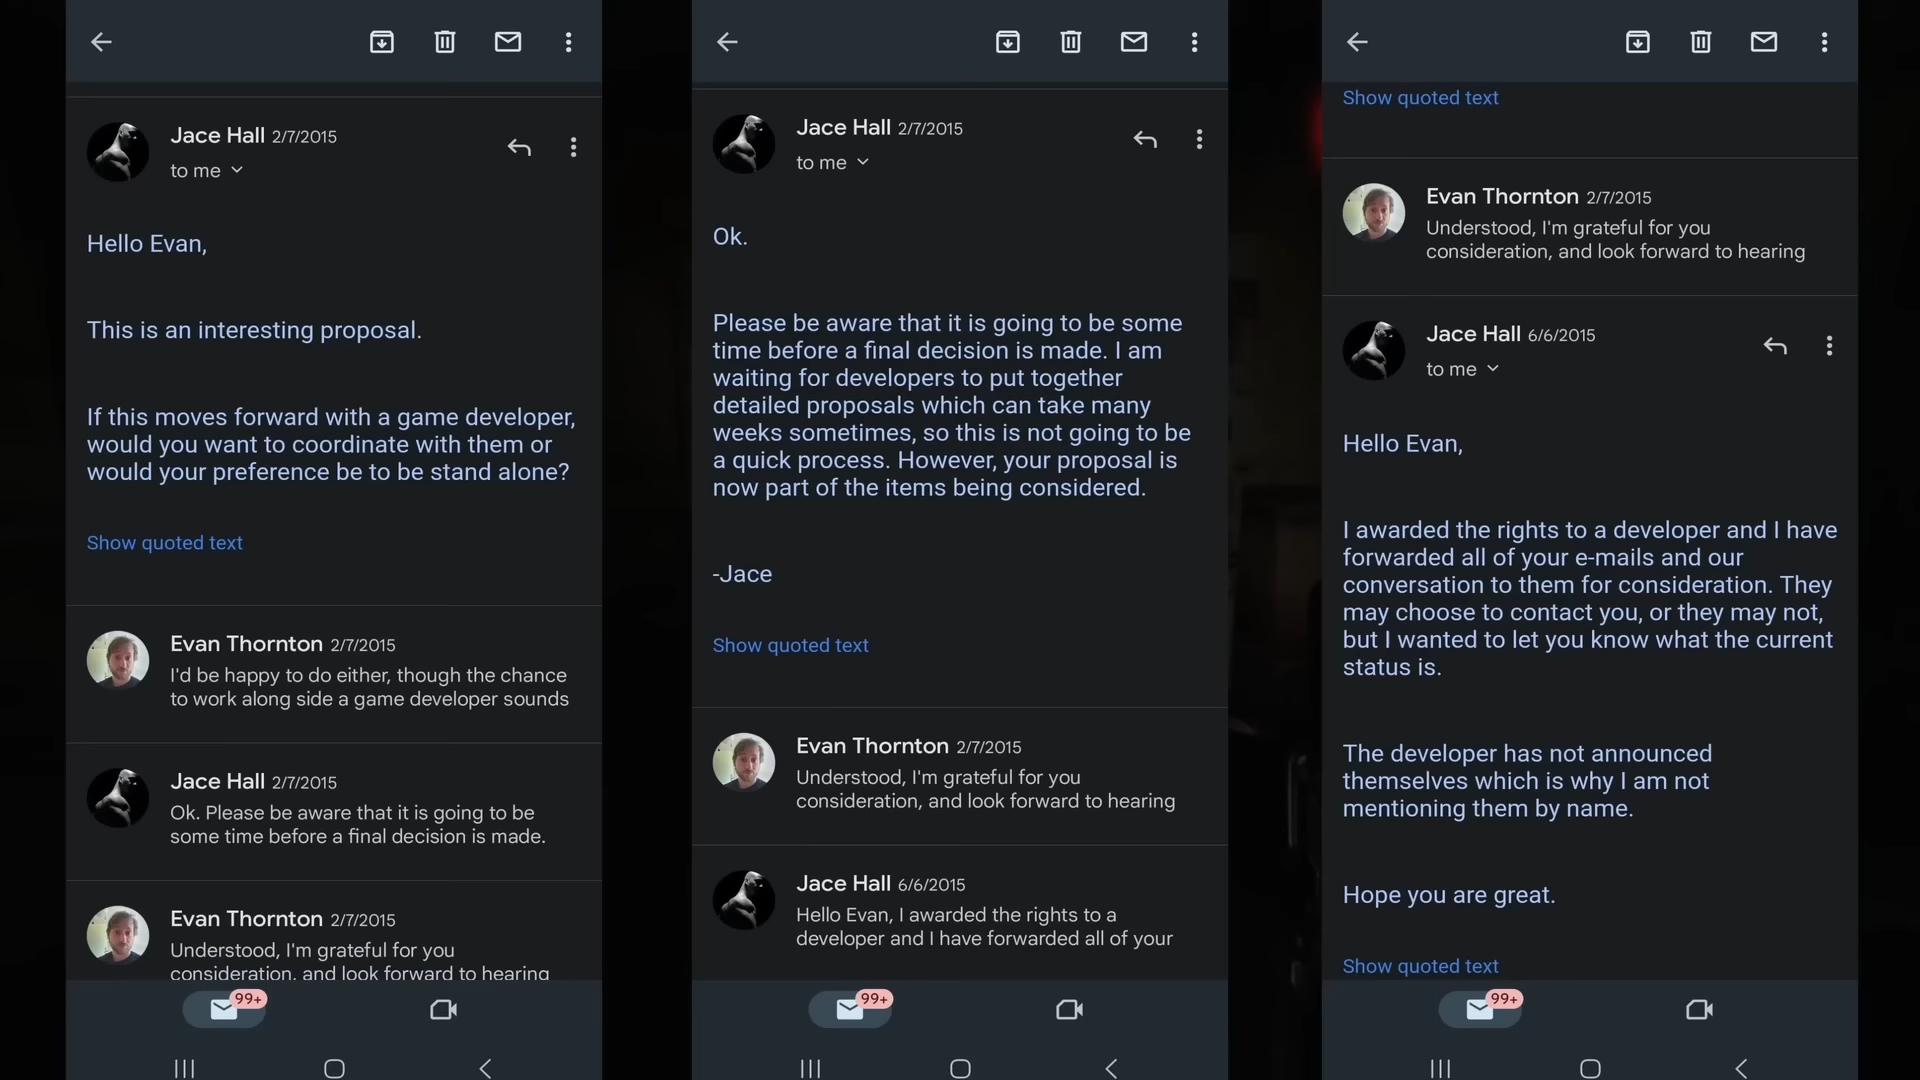 Jace Hall 2/7/2015
to me
Hello Evan,
This is an interesting proposal.
If this moves forward with a game developer,
would you want to coordinate with them or
would your preference be to be stand alone?
Show quoted text
Evan Thornton 2/7/2015
I'd be happy to do either, though the chance
to work along side a game developer sounds
Jace Hall 2/7/2015
Ok. Please be aware that it is going to be
some time before a final decision is made.
Evan Thornton 2/7/2015
Understood, I'm grateful for you
consideration, and look forward to hearing
99+
Jace Hall 2/7/2015
to me
Ok.
Please be aware that it is going to be some
time before a final decision is made. I am
waiting for developers to put together
detailed proposals which can take many
weeks sometimes, so this is not going to be
a quick process. However, your proposal is
now part of the items being considered.
-Jace
Show quoted text
Evan Thornton 2/7/2015
Understood, I'm grateful for you
consideration, and look forward to hearing
Jace Hall 6/6/2015
Hello Evan, I awarded the rights to a
developer and I have forwarded all of your
99+
Show quoted text
Evan Thornton 2/7/2015
Understood, I'm grateful for you
consideration, and look forward to hearing
Jace Hall 6/6/2015
to me
Hello Evan,
I awarded the rights to a developer and I have
forwarded all of your e-mails and our
conversation to them for consideration. They
may choose to contact you, or they may not,
but I wanted to let you know what the current
status is.
The developer has not announced
themselves which is why I am not
mentioning them by name.
Hope you are great.
Show quoted text
99+